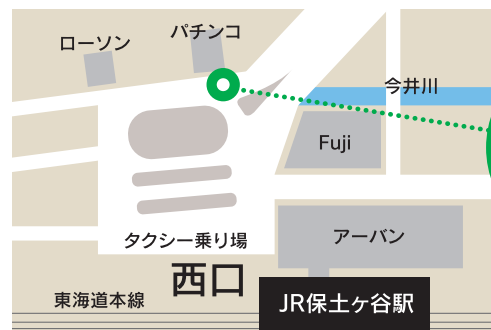 パチンコ
ローソン
今井川
Fuji
アーバン
タクシー乗り場
西口
東海道本線
JR保土ヶ谷駅